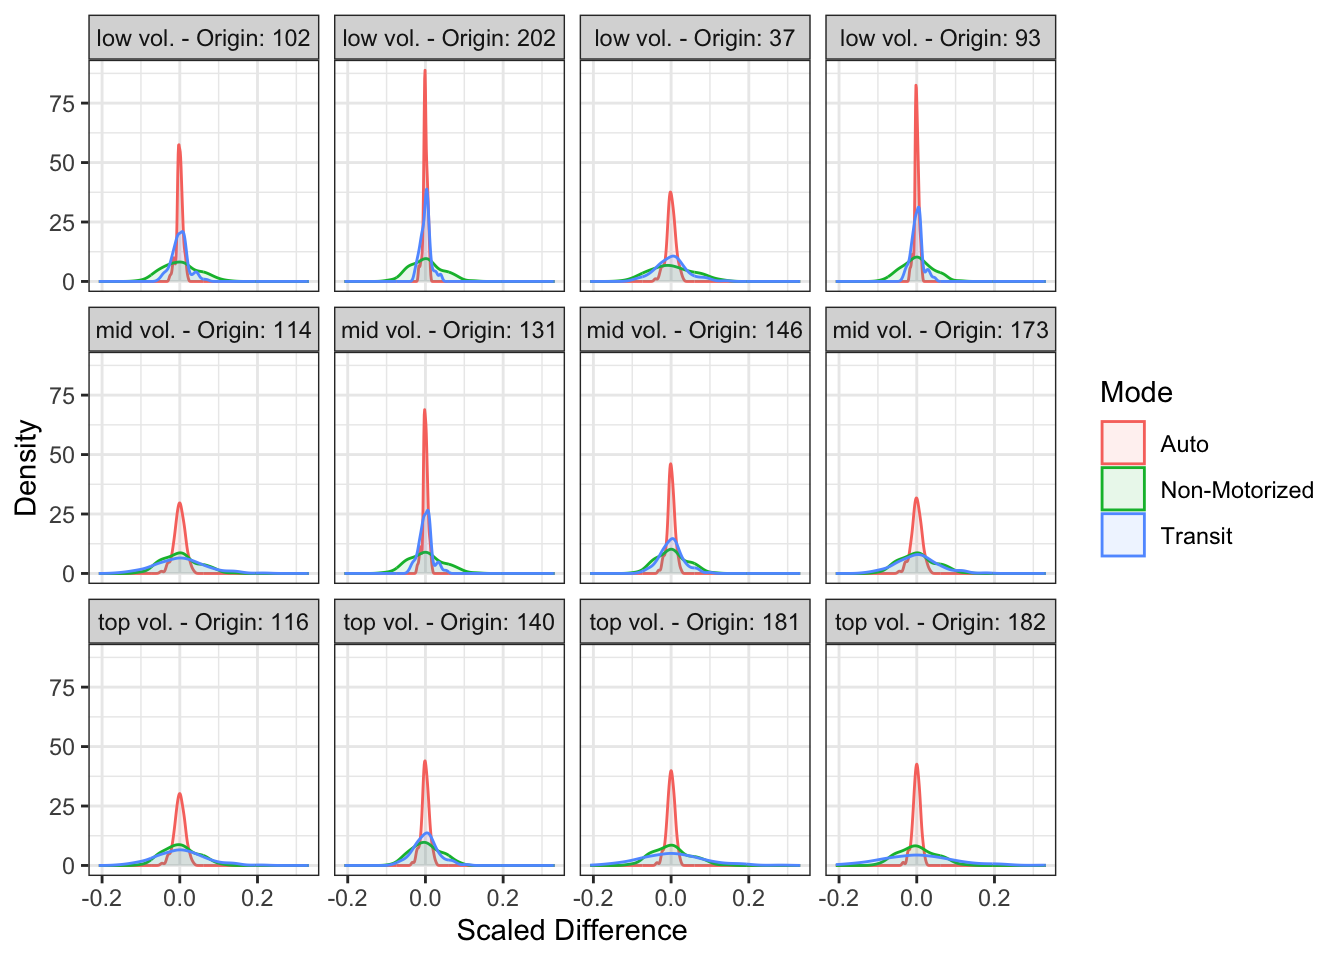 low vol. - Origin: 102
low vol. - Origin: 202
low vol. - Origin: 37
low vol. - Origin: 93
75
50
25
0
mid vol. - Origin: 114
mid vol. - Origin: 131
mid vol. - Origin: 146
mid vol. - Origin: 173
75
50
25
0
top vol. - Origin: 116
top vol. - Origin: 140
top vol. - Origin: 181
top vol. - Origin: 182
75
50
25
0
-0.2 0.0 0.2
-0.2 0.0 0.2
-0.2 0.0 0.2
-0.2 0.0 0.2
Scaled Difference
Density
Mode
Auto
Non-Motorized
Transit